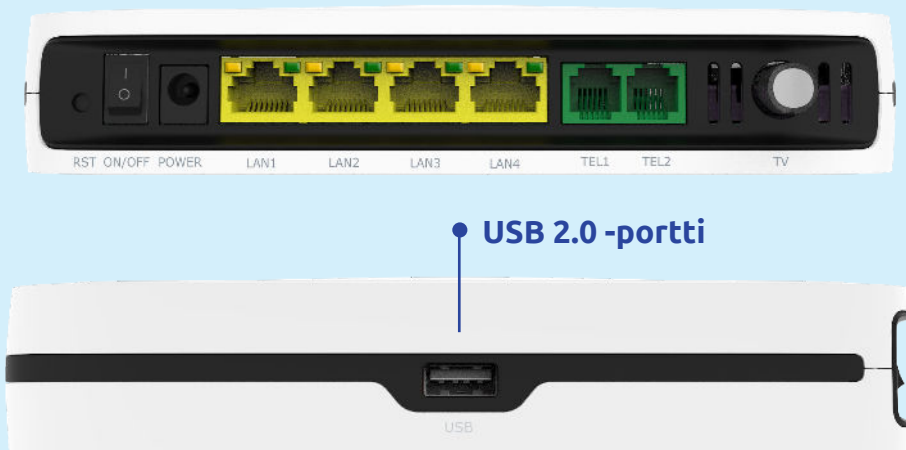 RST ON/OFF POWER LAN1 LAN2 LAN3 LAN4 TEL1 TEL2 TV
USB 2.0 -portti
USB